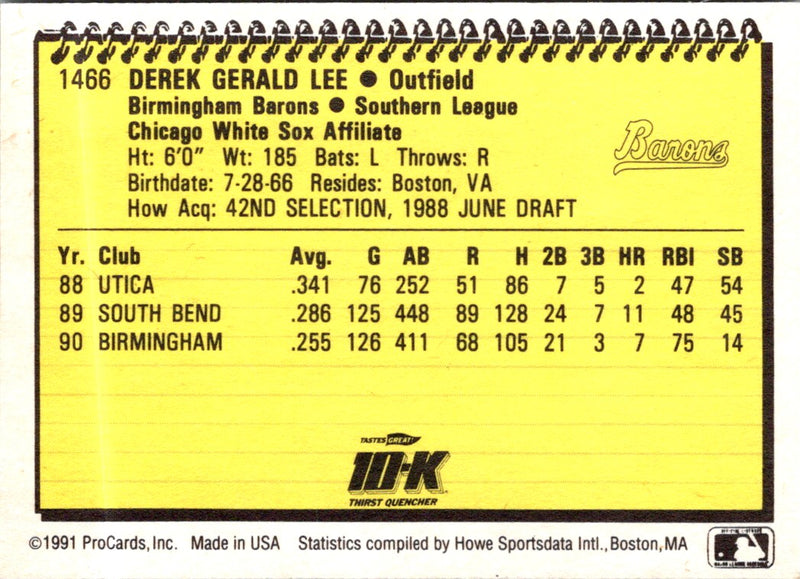 1466 DEREK GERALD LEE ● Outfield
Birmingham Barons ● Southern League
Chicago White Sox Affiliate
Barons
Ht: 6'0" Wt: 185 Bats: L Throws: R
Birthdate: 7-28-66 Resides: Boston, VA
How Acq: 42ND SELECTION, 1988 JUNE DRAFT
Yr. Club Avg. G AB R H 2B 3B HR RBI SB
88 UTICA .341 76 252 51 86 7 5 2 47 54
89 SOUTH BEND .286 125 448 89 128 24 7 11 48 45
90 BIRMINGHAM .255 126 411 68 105 21 3 7 75 14
TASTES GREAT!
10-K
THIRST QUENCHER
©1991 ProCards, Inc. Made in USA Statistics compiled by Howe Sportsdata Intl., Boston, MA